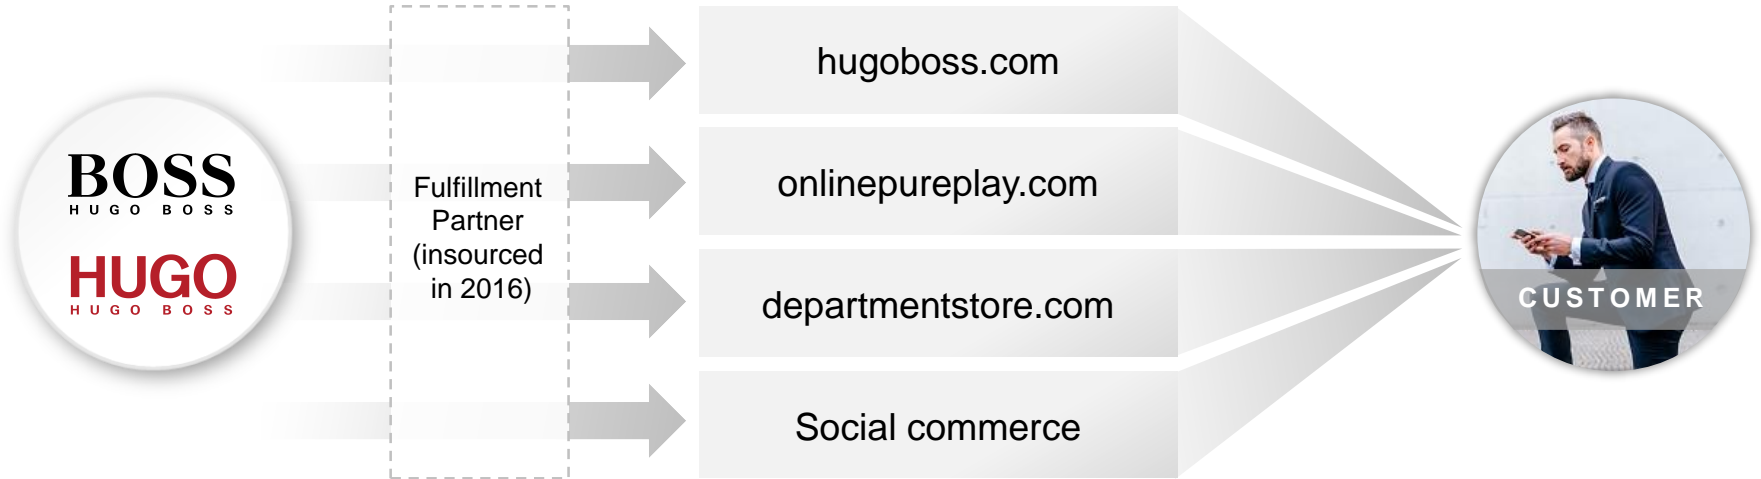 BOSS
HUGO BOSS
HUGO
HUGO BOSS
Fulfillment
Partner
(insourced
in 2016)
hugoboss.com
onlinepureplay.com
departmentstore.com
Social commerce
CUSTOMER